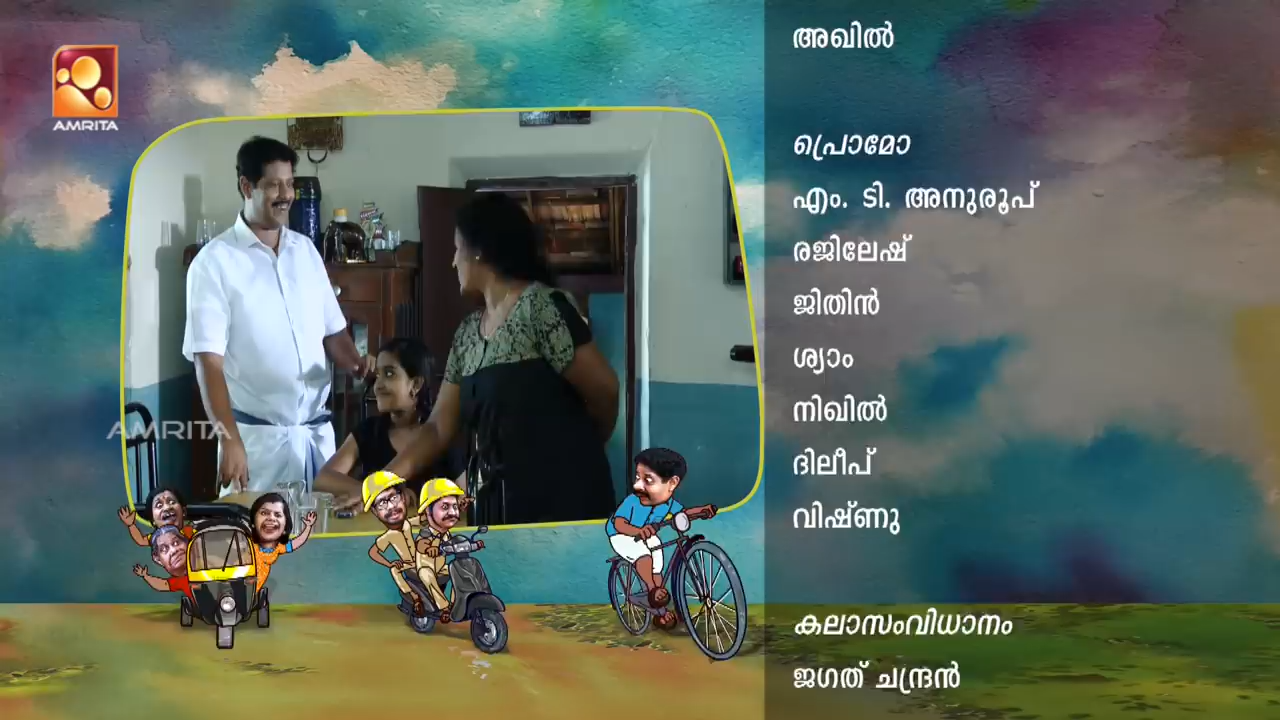 AMRITA
AMRITA
അഖിൽ
പ്രൊമോ
എം. ടി. അനുരൂപ്
രജിലേഷ്
ജിതിൻ
ശ്യാം
നിഖിൽ
ദിലീപ്
വിഷ്ണു
കലാസംവിധാനം
ജഗത് ചന്ദ്രൻ